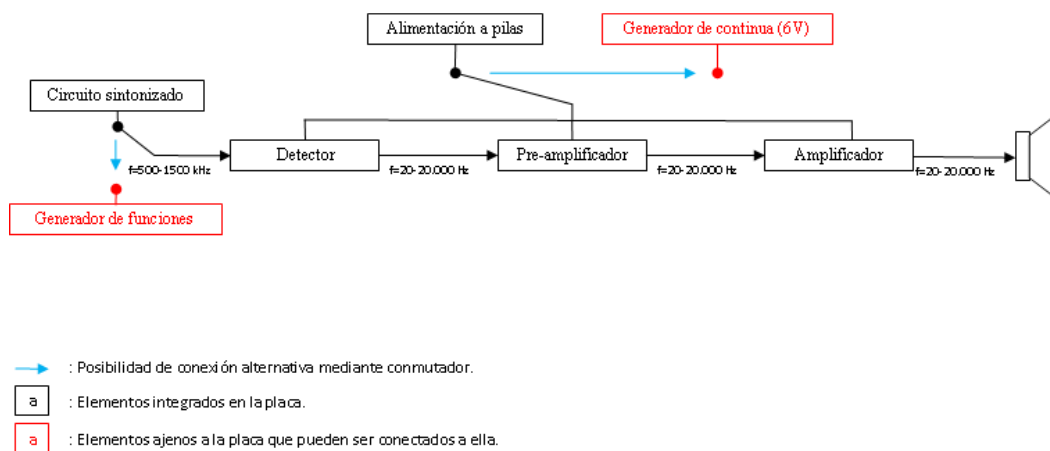 Alimentación a pilas
Generador de continua (6V)
Circuito sintonizado
Detector
Pre-amplificador
Amplificador
f=500-1500 kHz
f=20-20.000 Hz
f=20-20.000 Hz
f=20-20.000 Hz
Generador de funciones
: Posibilidad de conexión alternativa mediante conmutador.
a : Elementos integrados en la placa.
a : Elementos ajenos a la placa que pueden ser conectados a ella.